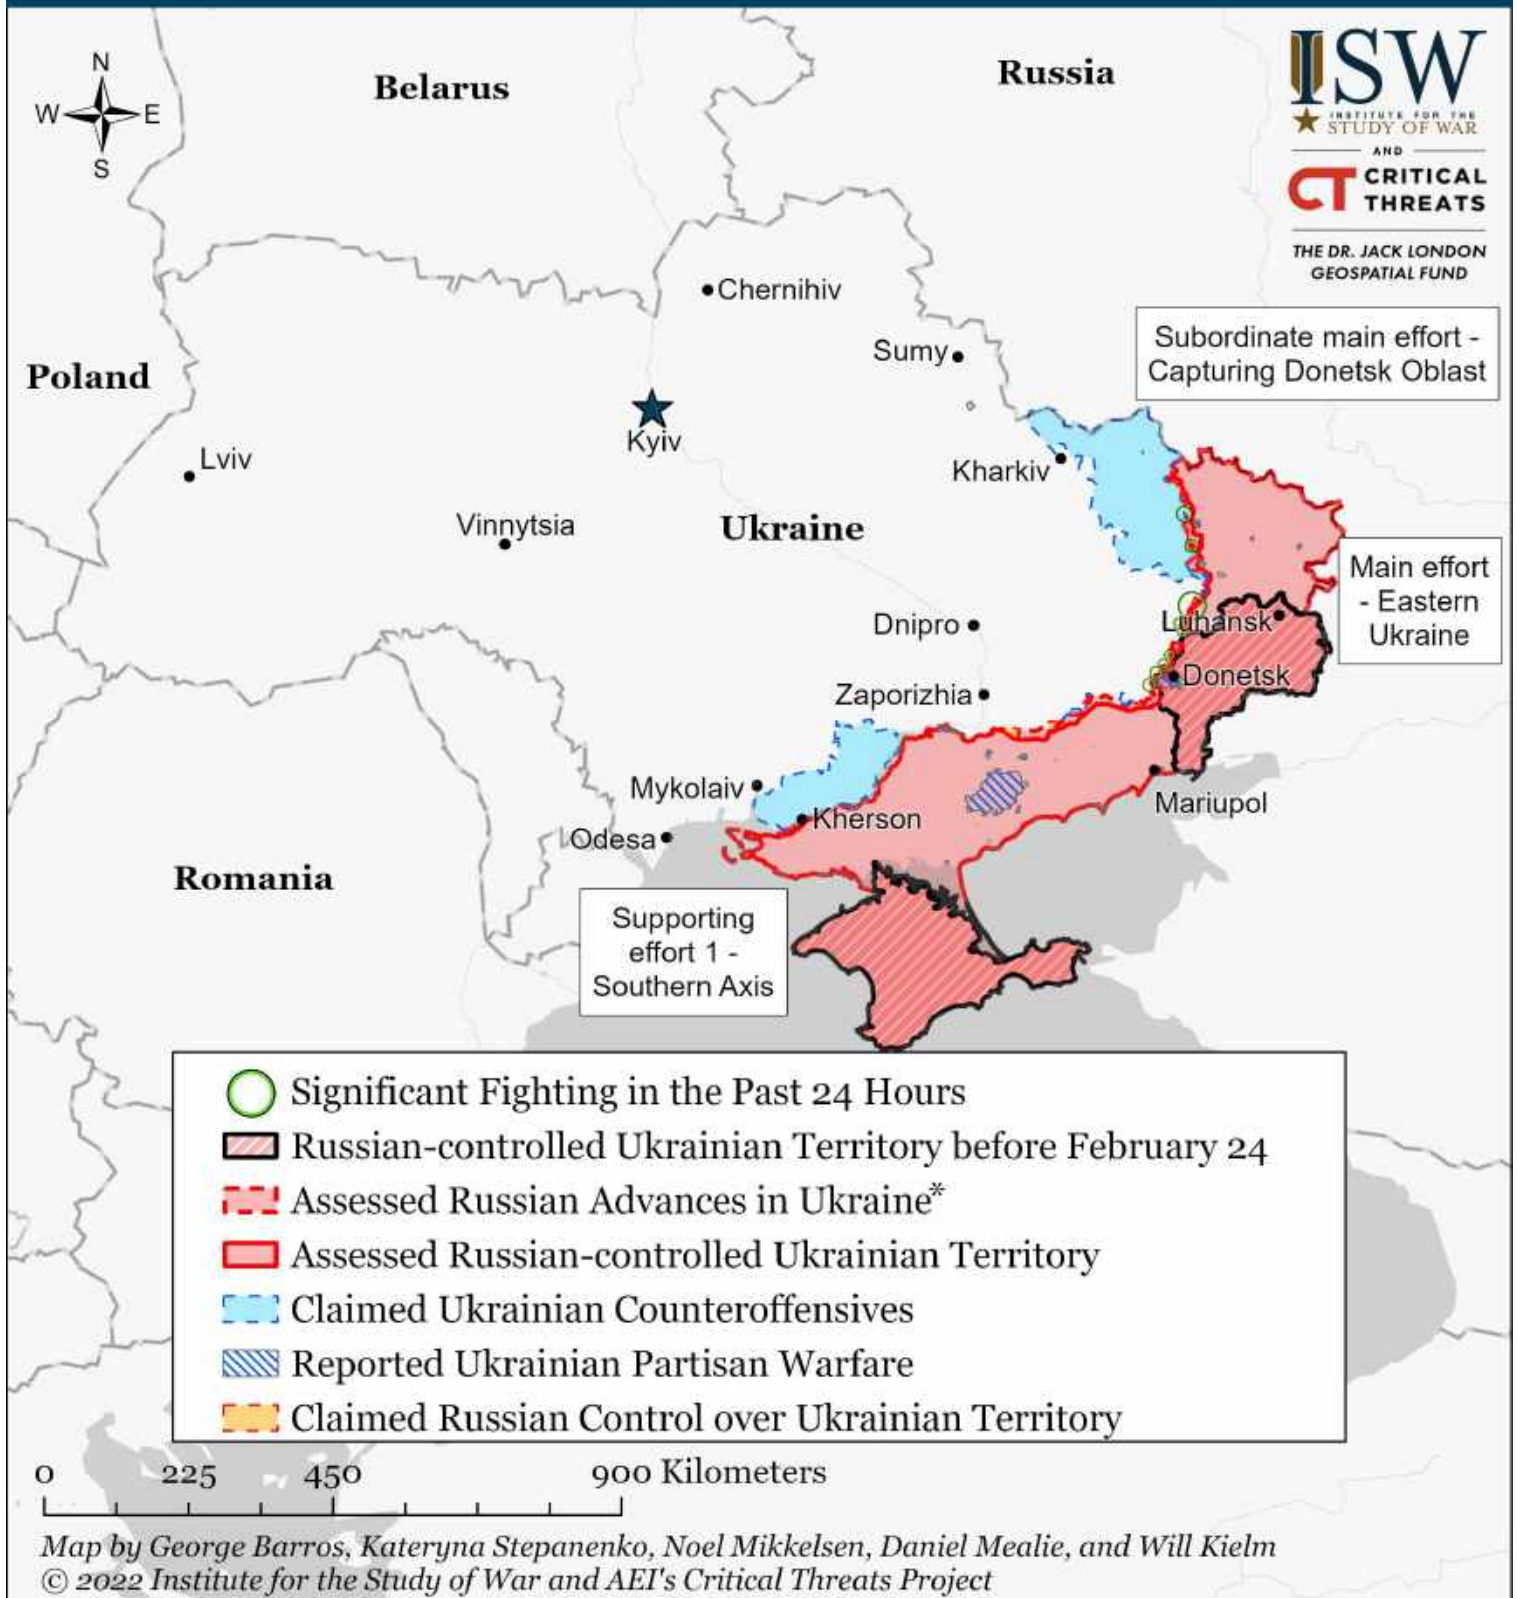 N
W
E
S
Belarus
Russia
ISW
INSTITUTE FOR THE
STUDY OF WAR
AND
CT CRITICAL
THREATS
THE DR. JACK LONDON
GEOSPATIAL FUND
Chernihiv
Subordinate main effort -
Capturing Donetsk Oblast
Sumy
Poland
Kyiv
Lviv
Kharkiv
Vinnytsia
Ukraine
Main effort
- Eastern
Ukraine
Dnipro
Luhansk
Donetsk
Zaporizhia
Mykolaiv
Mariupol
Kherson
Odesa
Romania
Supporting
effort 1 -
Southern Axis
Significant Fighting in the Past 24 Hours
Russian-controlled Ukrainian Territory before February 24
Assessed Russian Advances in Ukraine*
Assessed Russian-controlled Ukrainian Territory
Claimed Ukrainian Counteroffensives
Reported Ukrainian Partisan Warfare
Claimed Russian Control over Ukrainian Territory
0 225 450 900 Kilometers
Map by George Barros, Kateryna Stepanenko, Noel Mikkelsen, Daniel Mealie, and Will Kielm
© 2022 Institute for the Study of War and AEI's Critical Threats Project